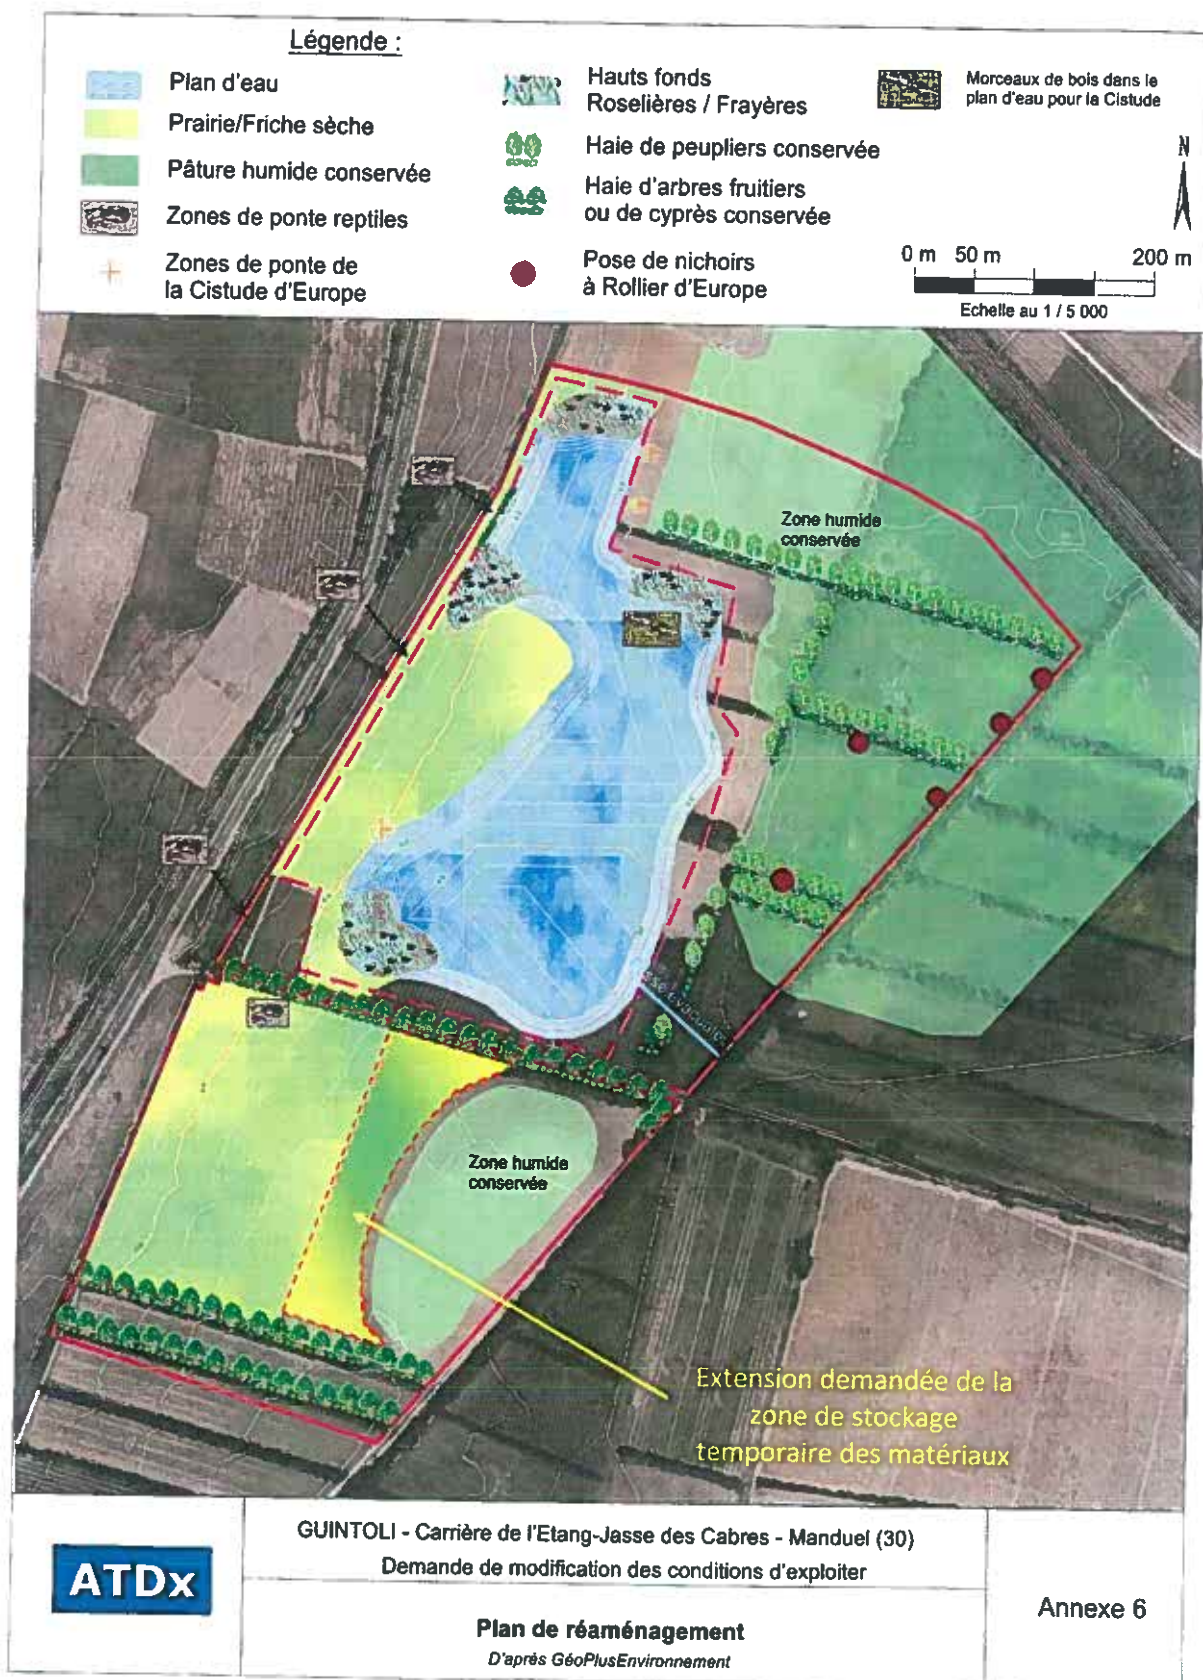 Légende :
Plan d'eau
Prairie/Friche sèche
Pâture humide conservée
Zones de ponte reptiles
Zones de ponte de
la Cistude d'Europe
Hauts fonds
Roselières / Frayères
Haie de peupliers conservée
Haie d'arbres fruitiers
ou de cyprès conservée
Pose de nichoirs
à Rollier d'Europe
Morceaux de bois dans le
plan d'eau pour la Cistude
N
0 m 50 m 200 m
Echelle au 1 / 5 000
Zone humide
conservée
Zone humide
conservée
Extension demandée de la
zone de stockage
temporaire des matériaux
ATDx
GUINTOLI - Carrière de l'Etang-Jasse des Cabres - Manduel (30)
Demande de modification des conditions d'exploiter
Plan de réaménagement
D'après GéoPlusEnvironnement
Annexe 6